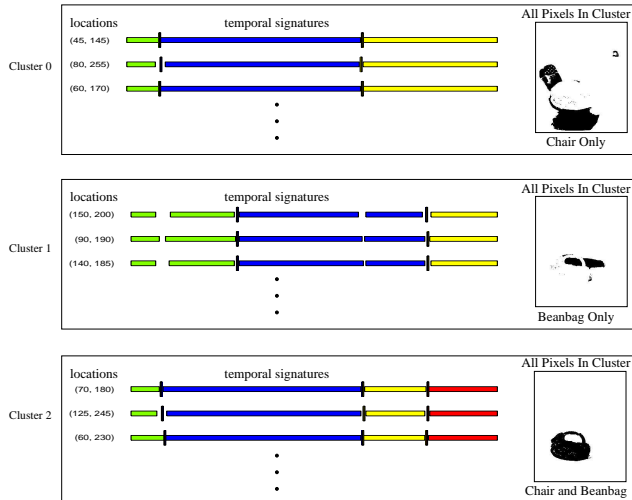 locations temporal signatures All Pixels In Cluster
(45, 145)
Cluster 0 (80, 255)
(60, 170)
Chair Only
locations temporal signatures All Pixels In Cluster
(150, 200)
Cluster 1 (90, 190)
(140, 185)
Beanbag Only
locations temporal signatures All Pixels In Cluster
(70, 180)
Cluster 2 (125, 245)
(60, 230)
Chair and Beanbag